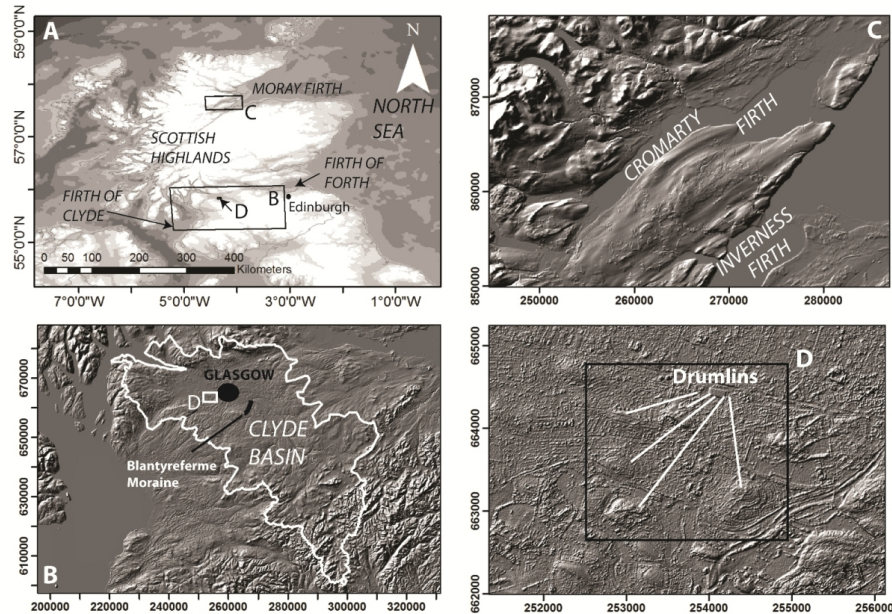 A
59°0'0"N
57°0'0"N
55°0'0"N
N
MORAY FIRTH
C
NORTH
SEA
SCOTTISH
HIGHLANDS
FIRTH OF
FORTH
FIRTH OF
CLYDE
B
D
Edinburgh
0 50 100 200 300 400
Kilometers
7°0'0"W 5°0'0"W 3°0'0"W 1°0'0"W
C
870000
860000
850000
CROMARTY
FIRTH
INVERNESS
FIRTH
250000 260000 270000 280000
670000
650000
630000
610000
GLASGOW
D
CLYDE
BASIN
Blantyreferme
Moraine
B
200000 220000 240000 260000 280000 300000 320000
665000
664000
663000
662000
D
Drumlins
252000 253000 254000 255000 256000